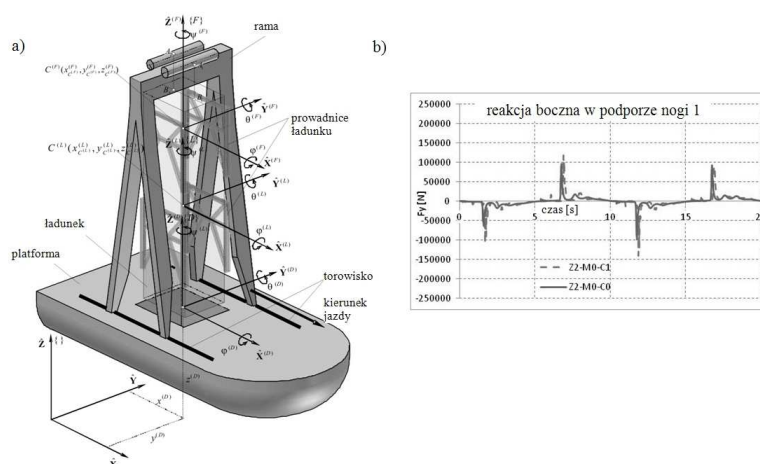 a)
Ẑ⁽ᶠ⁾ {F}
ψ⁽ᶠ⁾
rama
Ŷ⁽ᶠ⁾
θ⁽ᶠ⁾
prowadnice
ładunku
φ⁽ᶠ⁾
X̂⁽ᶠ⁾
Ŷ⁽ᴸ⁾
θ⁽ᴸ⁾
ładunek
φ⁽ᴸ⁾
X̂⁽ᴸ⁾
platforma
Ŷ⁽ᴰ⁾
θ⁽ᴰ⁾
torowisko
kierunek
jazdy
φ⁽ᴰ⁾
X̂⁽ᴰ⁾
z⁽ᴰ⁾
Ẑ {}
Ŷ
x⁽ᴰ⁾
y⁽ᴰ⁾
b)
reakcja boczna w podporze nogi 1
250000
200000
150000
100000
50000
0
-50000
-100000
-150000
-200000
-250000
Fy [N]
0 5 10 15 20
czas [s]
Z2-M0-C1
Z2-M0-C0